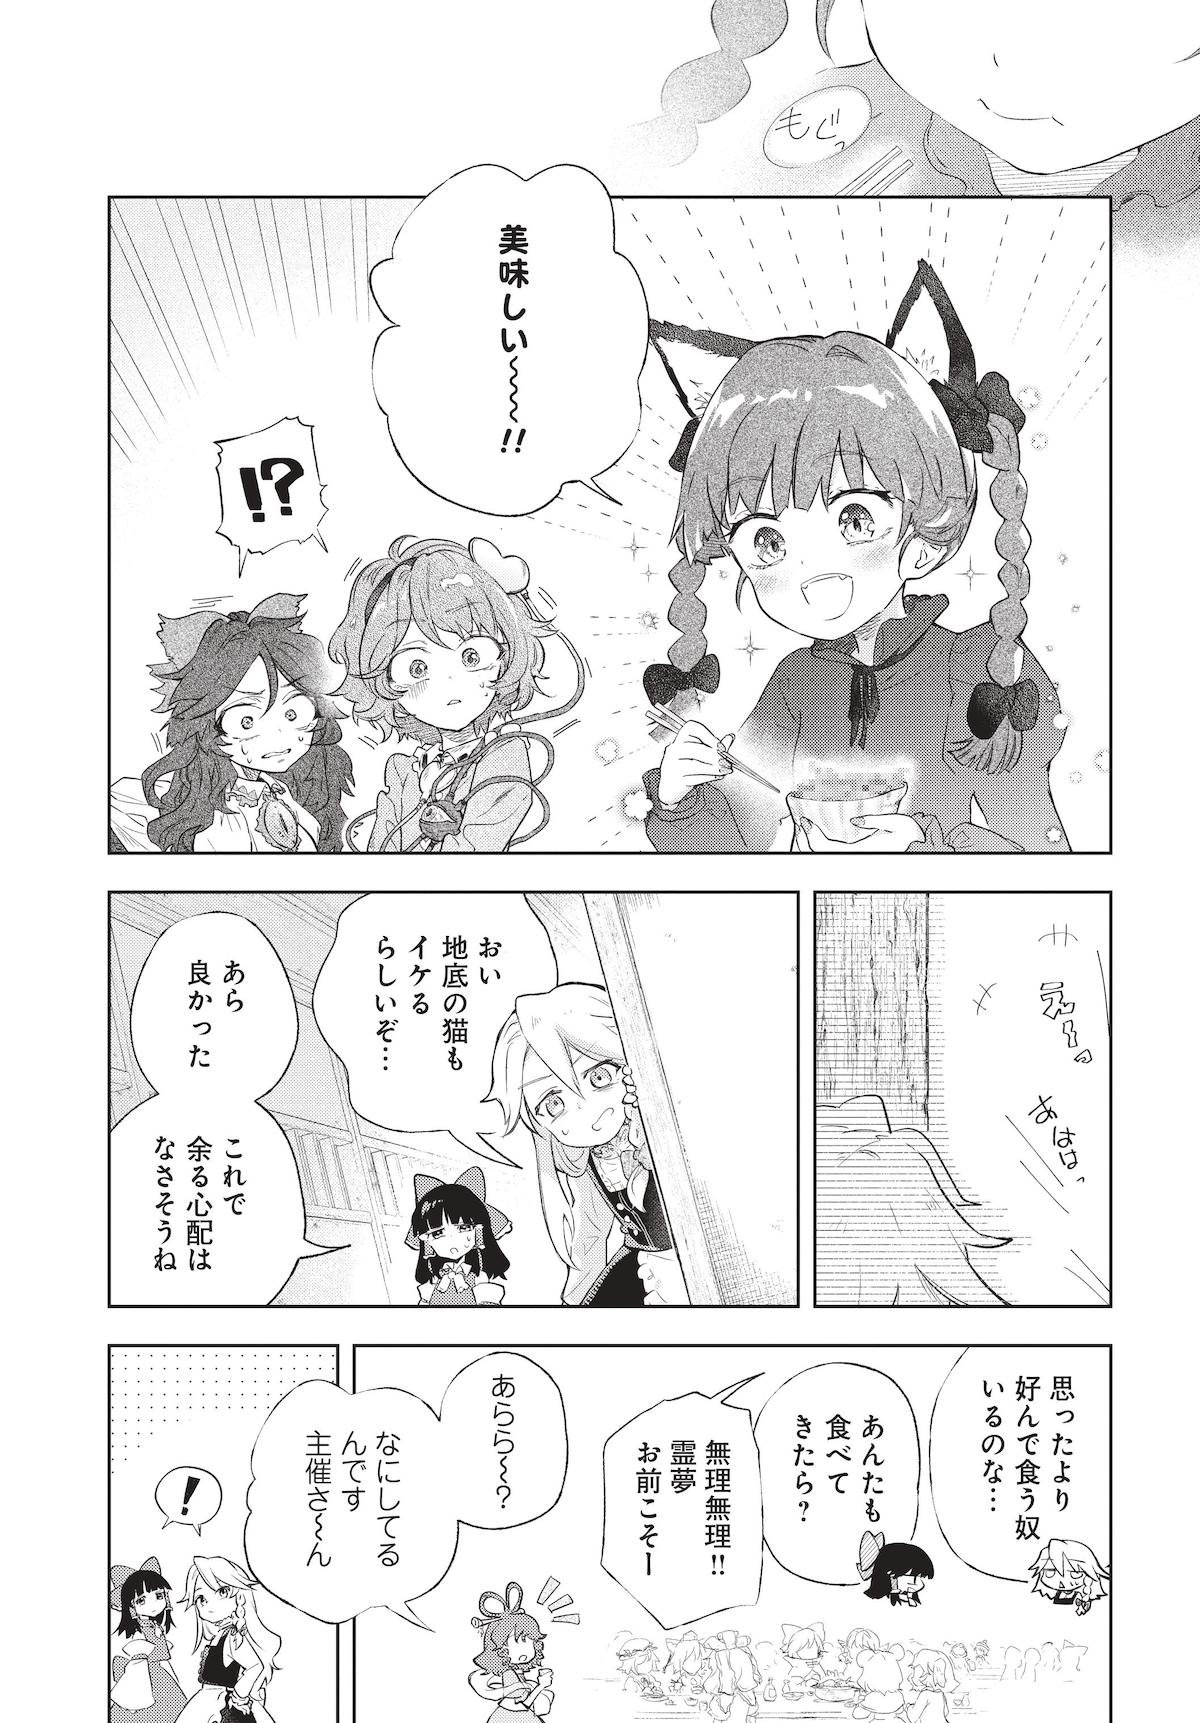 もぐっ
美味しい〜〜〜!!
!?
えーっ
あははっ
おい
地底の猫も
イケる
らしいぞ…
あら
良かった
これで
余る心配は
なさそうね
思ったより
好んで食う奴
いるのな…
あんたも
食べて
きたら?
無理無理!!
霊夢
お前こそー
あらら〜?
なにしてる
んです
主催さ〜ん
!